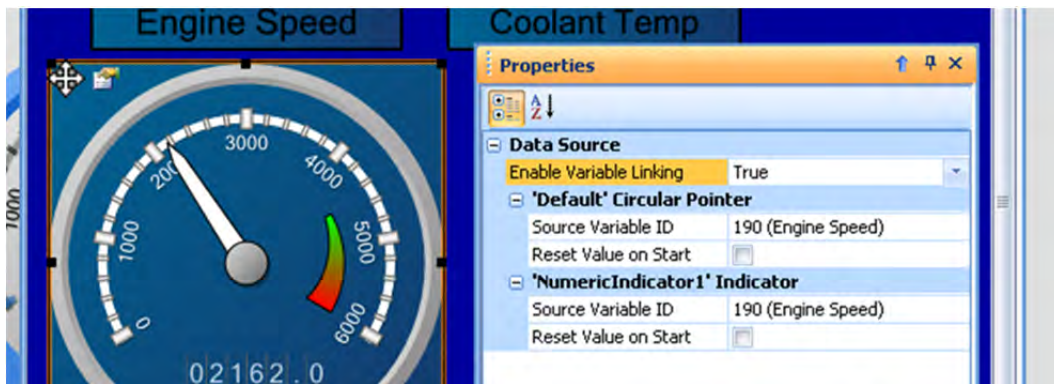 Engine Speed
Coolant Temp
Properties
Data Source
Enable Variable Linking True
'Default' Circular Pointer
Source Variable ID 190 (Engine Speed)
Reset Value on Start
'NumericIndicator1' Indicator
Source Variable ID 190 (Engine Speed)
Reset Value on Start
0
1000
200
3000
4000
5000
6000
02162.0
1000